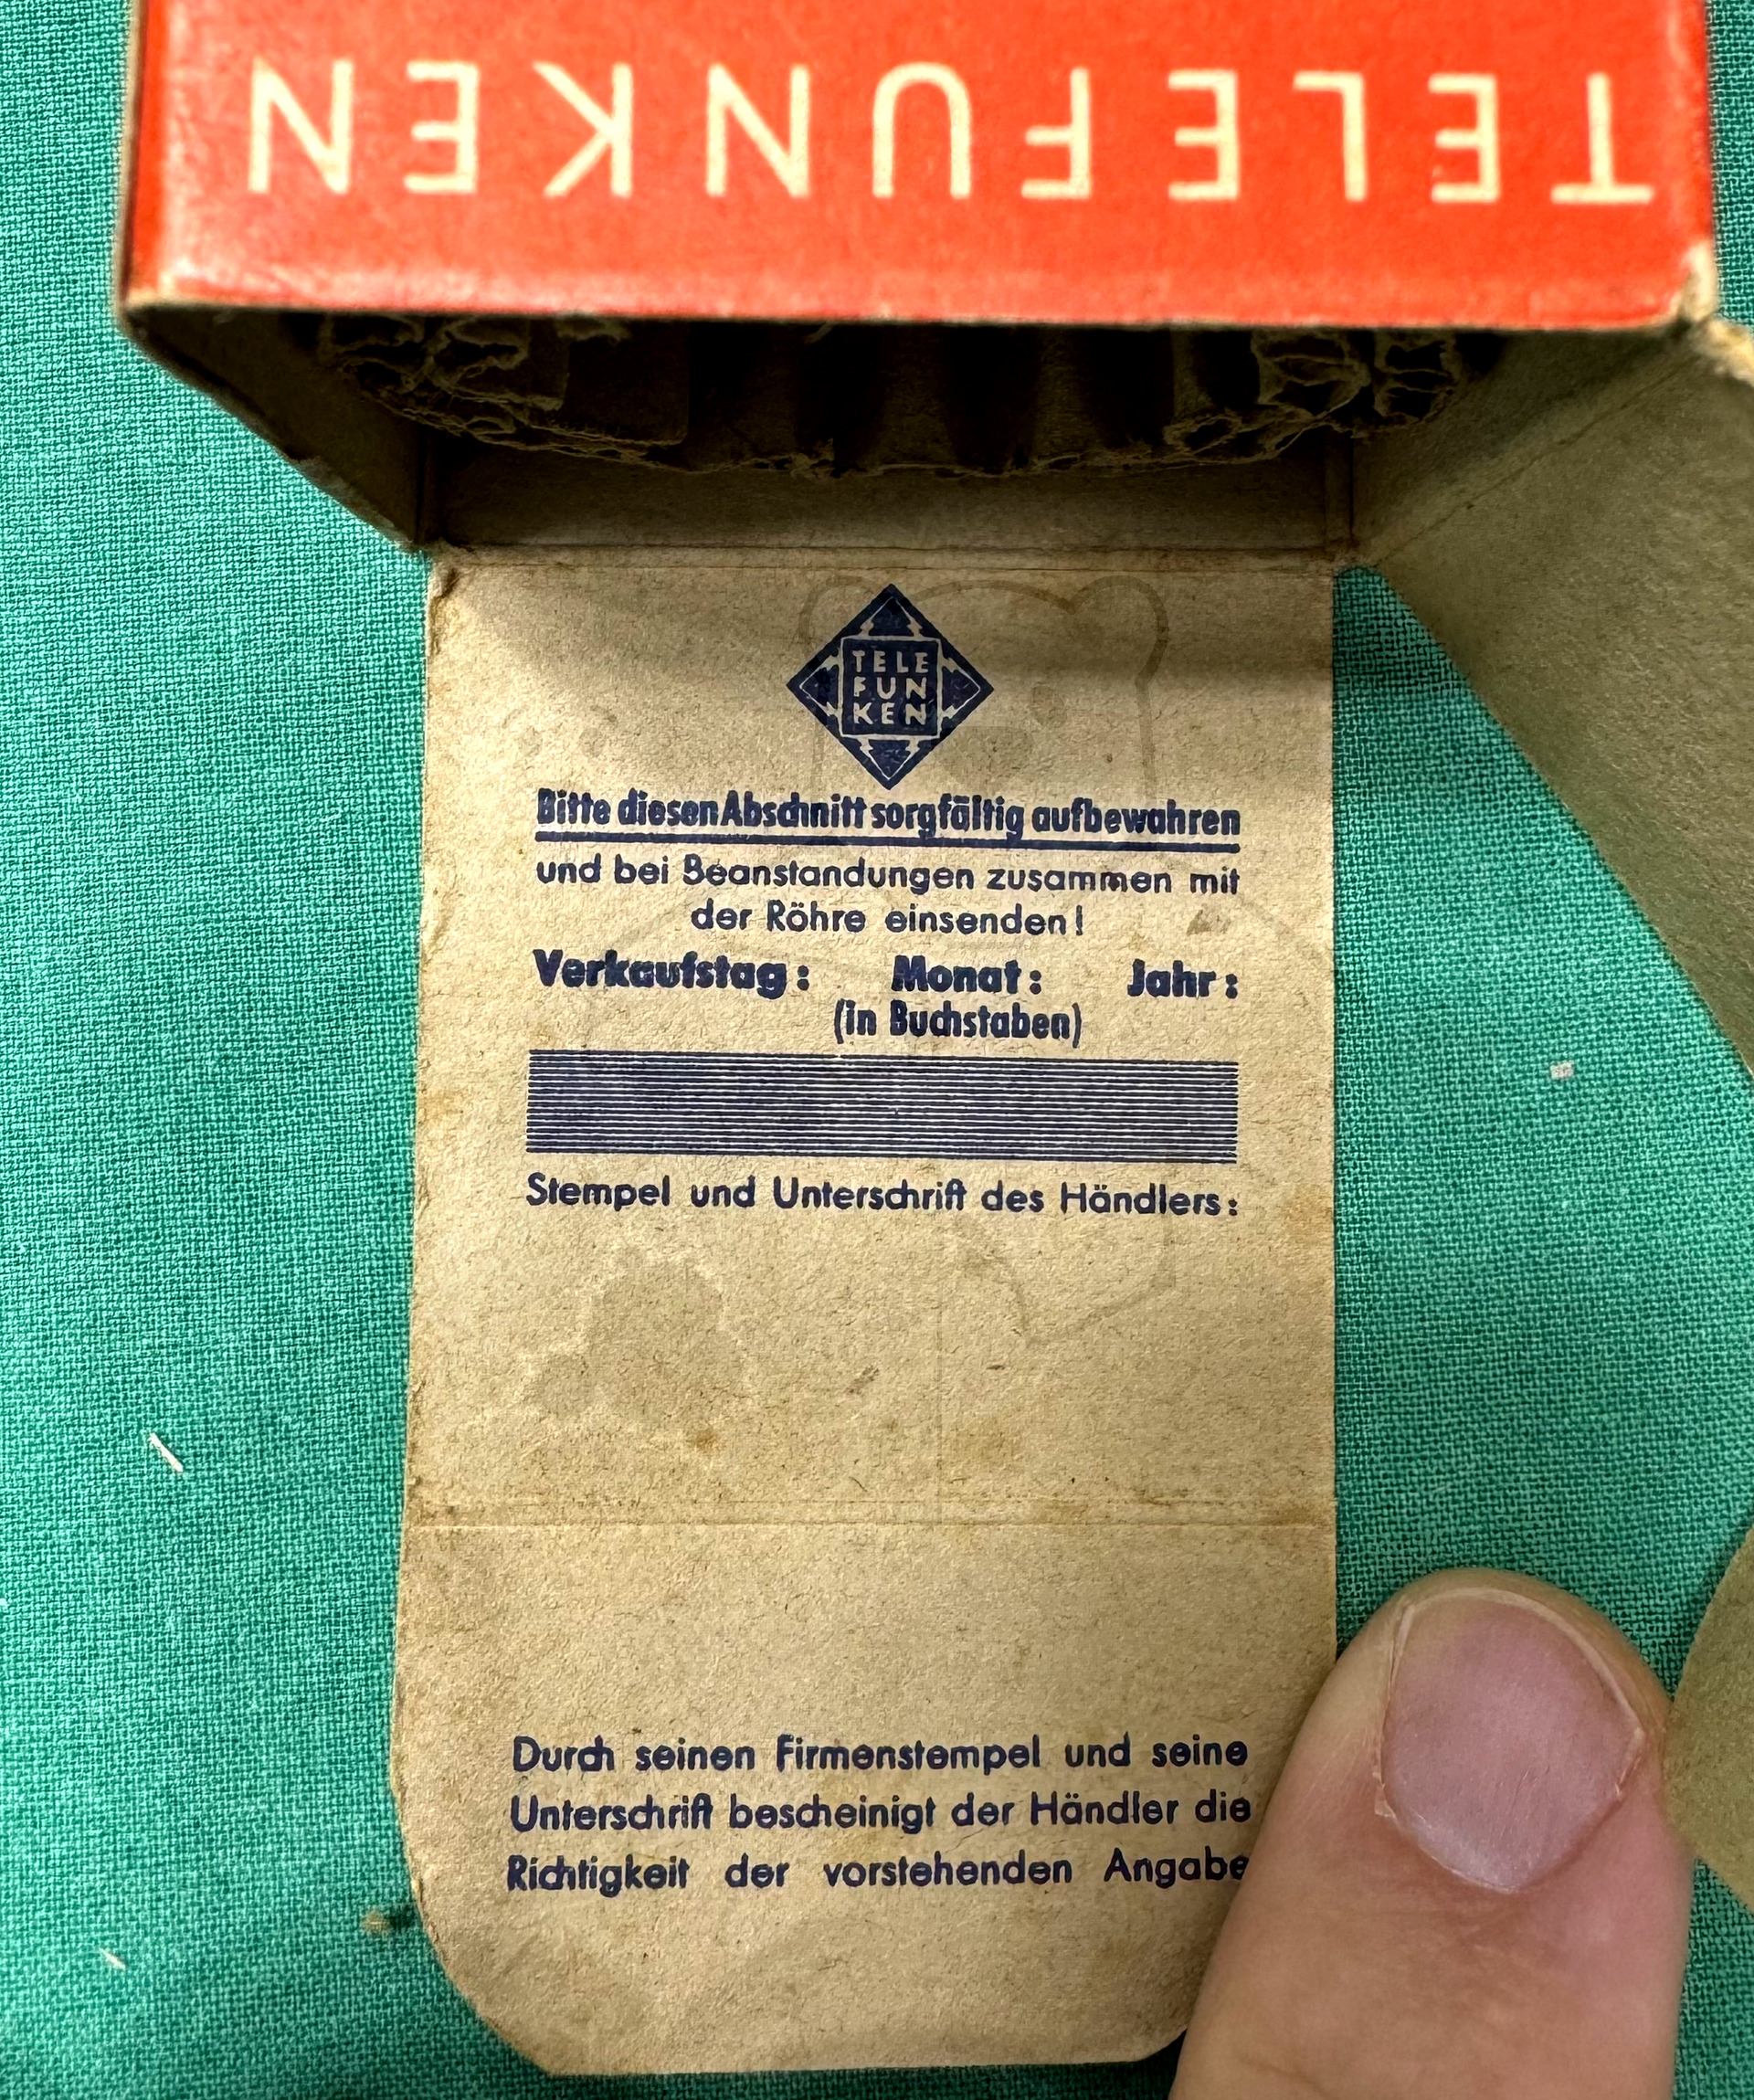 TELEFUNKEN
TELE
FUN
KEN
Bitte diesen Abschnitt sorgfältig aufbewahren
und bei Beanstandungen zusammen mit
der Röhre einsenden!
Verkaufstag: Monat: Jahr:
(in Buchstaben)
Stempel und Unterschrift des Händlers:
Durch seinen Firmenstempel und seine
Unterschrift bescheinigt der Händler die
Richtigkeit der vorstehenden Angabe